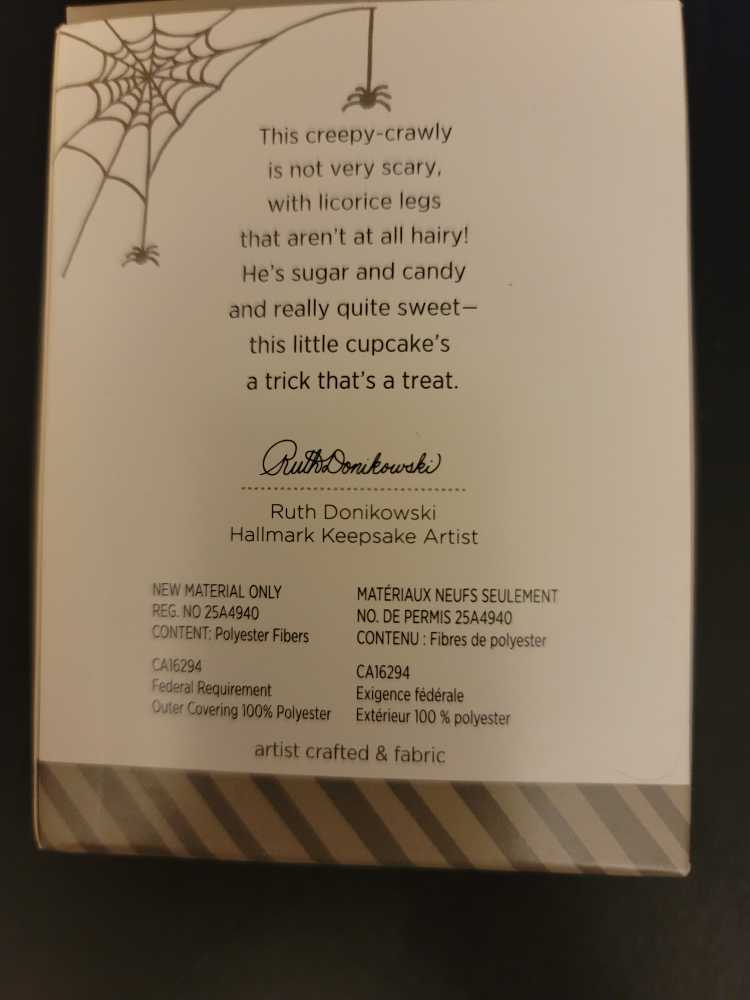 This creepy-crawly
is not very scary,
with licorice legs
that aren't at all hairy!
He's sugar and candy
and really quite sweet—
this little cupcake's
a trick that's a treat.
Ruth Donikowski
Ruth Donikowski
Hallmark Keepsake Artist
NEW MATERIAL ONLY
REG. NO 25A4940
CONTENT: Polyester Fibers
CA16294
Federal Requirement
Outer Covering 100% Polyester
MATÉRIAUX NEUFS SEULEMENT
NO. DE PERMIS 25A4940
CONTENU : Fibres de polyester
CA16294
Exigence fédérale
Extérieur 100 % polyester
artist crafted & fabric